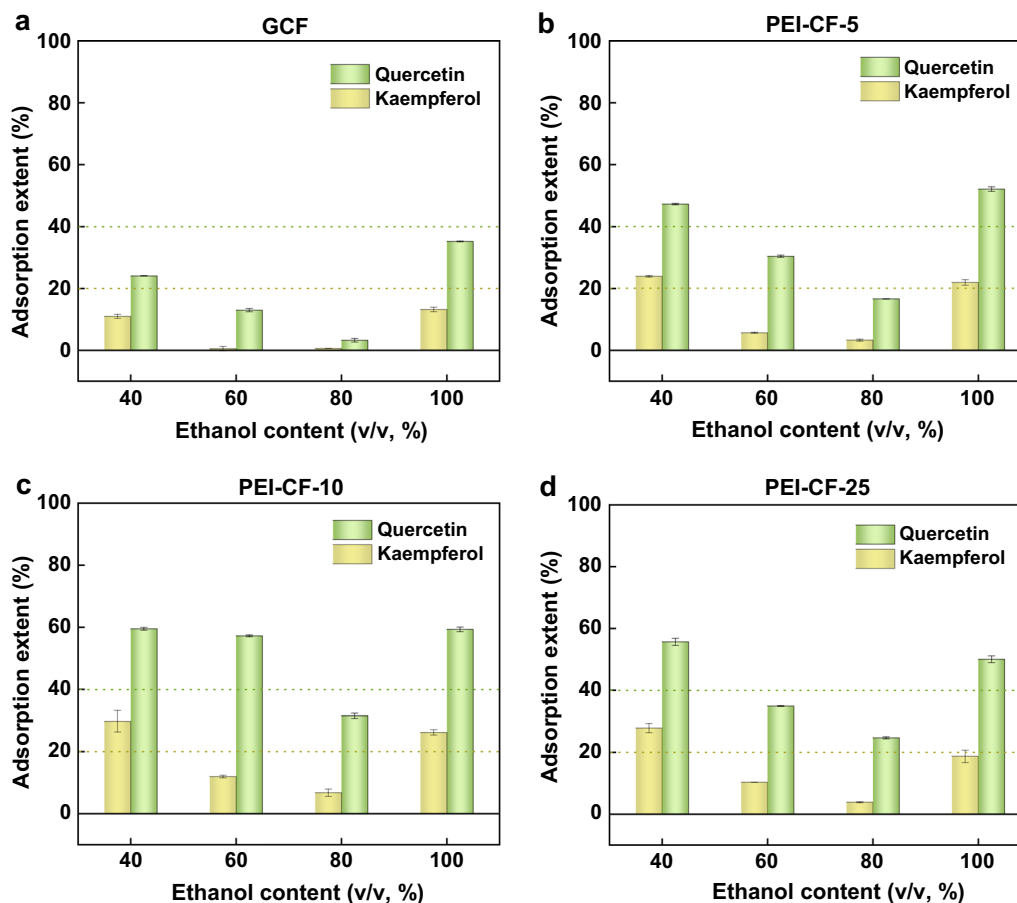 a
GCF
100
80
60
40
20
0
Adsorption extent (%)
Quercetin
Kaempferol
40 60 80 100
Ethanol content (v/v, %)
b
PEI-CF-5
100
80
60
40
20
0
Adsorption extent (%)
Quercetin
Kaempferol
40 60 80 100
Ethanol content (v/v, %)
c
PEI-CF-10
100
80
60
40
20
0
Adsorption extent (%)
Quercetin
Kaempferol
40 60 80 100
Ethanol content (v/v, %)
d
PEI-CF-25
100
80
60
40
20
0
Adsorption extent (%)
Quercetin
Kaempferol
40 60 80 100
Ethanol content (v/v, %)